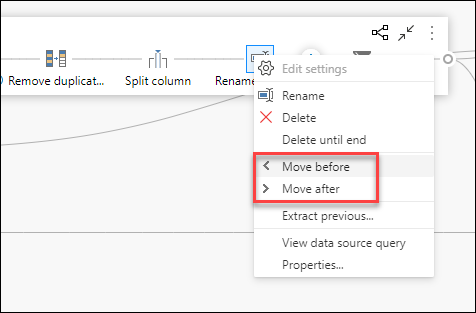 Remove duplicat...
Split column
Rename
Edit settings
Rename
Delete
Delete until end
Move before
Move after
Extract previous...
View data source query
Properties...